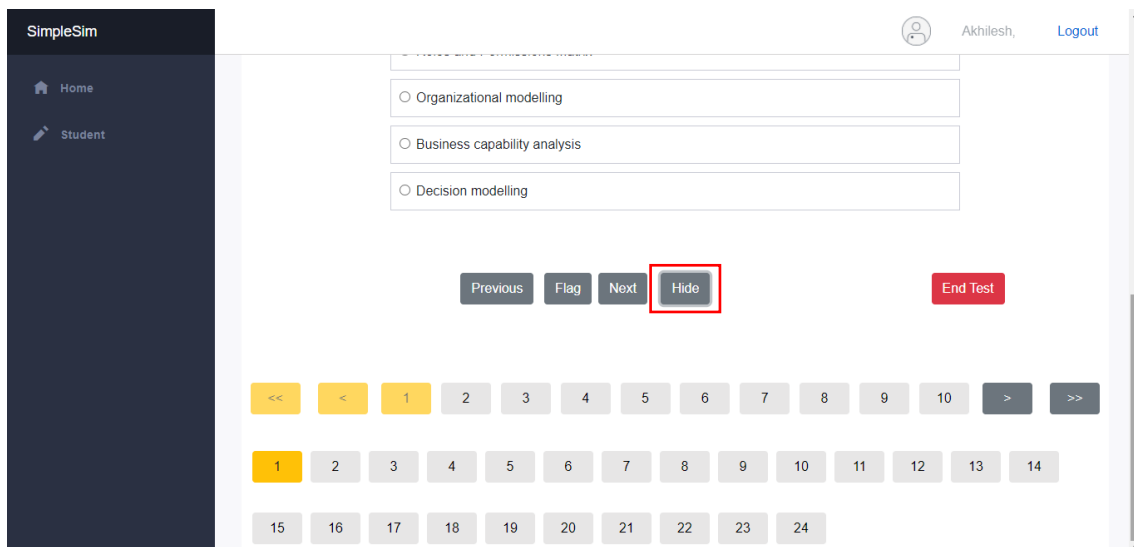 SimpleSim
Akhilesh, Logout
Home
Student
Organizational modelling
Business capability analysis
Decision modelling
Previous Flag Next Hide End Test
<< < 1 2 3 4 5 6 7 8 9 10 > >>
1 2 3 4 5 6 7 8 9 10 11 12 13 14
15 16 17 18 19 20 21 22 23 24